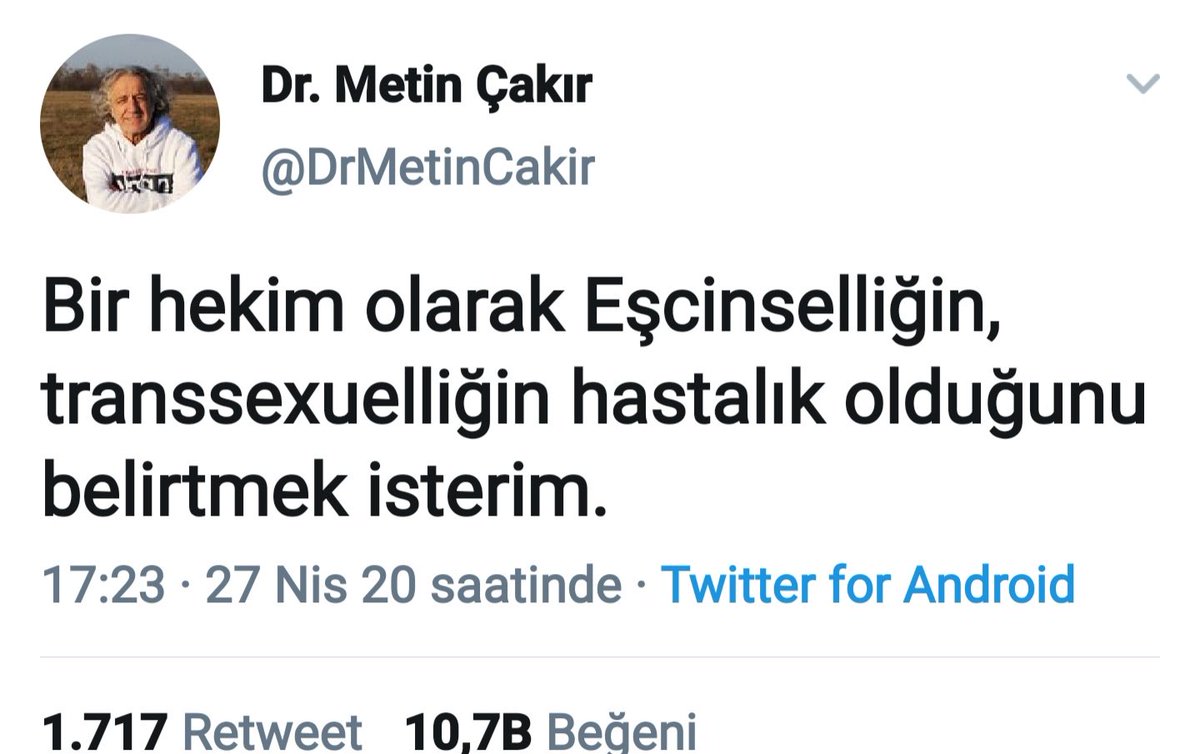 Dr. Metin Çakır
@DrMetinCakir
Bir hekim olarak Eşcinselliğin,
transsexuelliğin hastalık olduğunu
belirtmek isterim.
17:23 · 27 Nis 20 saatinde · Twitter for Android
1.717 Retweet 10,7B Beğeni